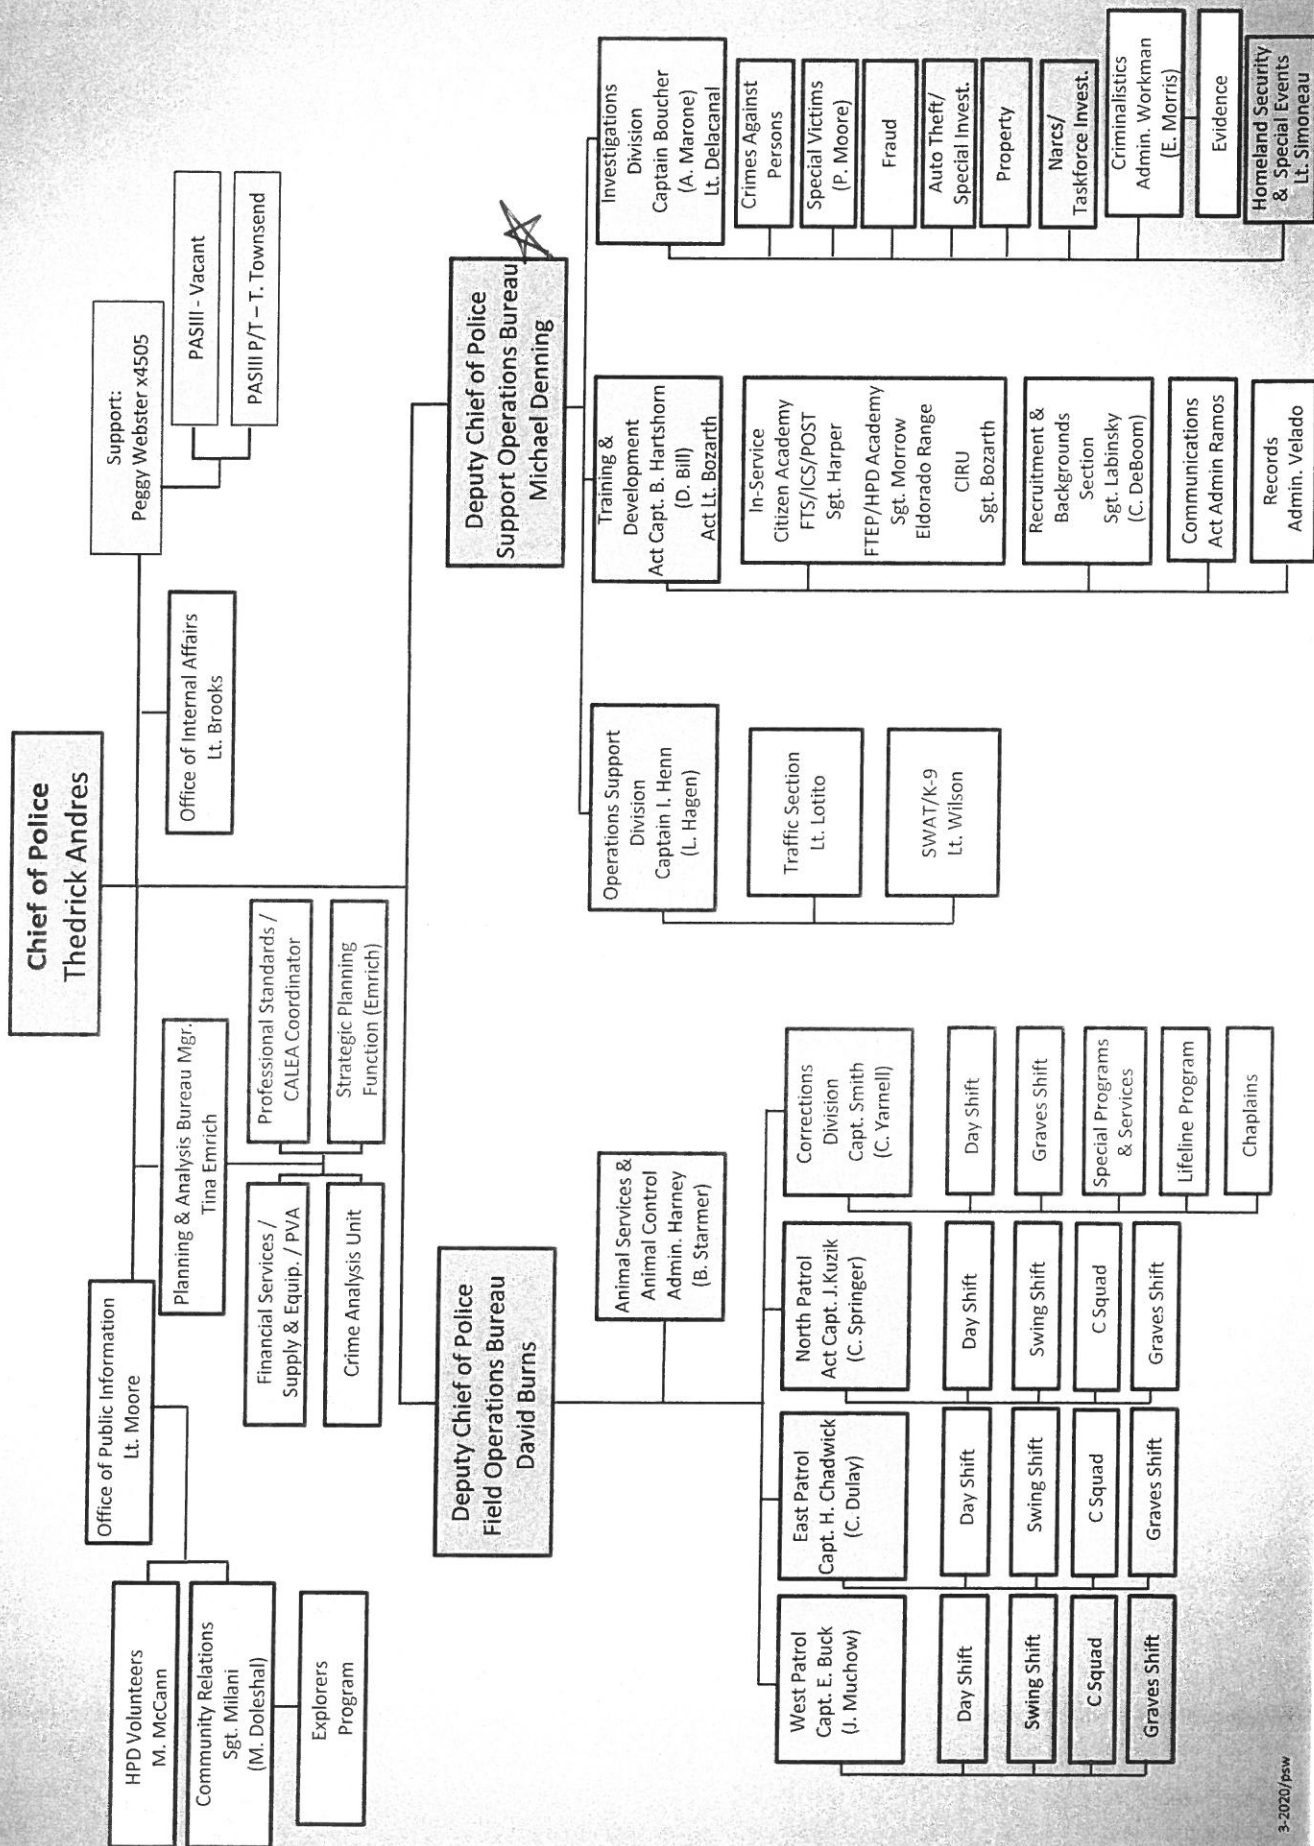 Chief of Police
Thedrick Andres
Support:
Peggy Webster x4505
PASIII - Vacant
PASIII P/T – T. Townsend
Office of Internal Affairs
Lt. Brooks
Planning & Analysis Bureau Mgr.
Tina Emrich
Professional Standards /
CALEA Coordinator
Strategic Planning
Function (Emrich)
Financial Services /
Supply & Equip. / PVA
Crime Analysis Unit
Office of Public Information
Lt. Moore
HPD Volunteers
M. McCann
Community Relations
Sgt. Milani
(M. Doleshal)
Explorers
Program
Deputy Chief of Police
Field Operations Bureau
David Burns
Animal Services &
Animal Control
Admin. Harney
(B. Starmer)
West Patrol
Capt. E. Buck
(J. Muchow)
Day Shift
Swing Shift
C Squad
Graves Shift
East Patrol
Capt. H. Chadwick
(C. Dulay)
Day Shift
Swing Shift
C Squad
Graves Shift
North Patrol
Act Capt. J.Kuzik
(C. Springer)
Day Shift
Swing Shift
C Squad
Graves Shift
Corrections
Division
Capt. Smith
(C. Yarnell)
Day Shift
Graves Shift
Special Programs
& Services
Lifeline Program
Chaplains
Deputy Chief of Police
Support Operations Bureau
Michael Denning
Operations Support
Division
Captain I. Henn
(L. Hagen)
Traffic Section
Lt. Lotito
SWAT/K-9
Lt. Wilson
Training &
Development
Act Capt. B. Hartshorn
(D. Bill)
Act Lt. Bozarth
In-Service
Citizen Academy
FTS/ICS/POST
Sgt. Harper
FTEP/HPD Academy
Sgt. Morrow
Eldorado Range
CIRU
Sgt. Bozarth
Recruitment &
Backgrounds
Section
Sgt. Labinsky
(C. DeBoom)
Communications
Act Admin Ramos
Records
Admin. Velado
Investigations
Division
Captain Boucher
(A. Marone)
Lt. Delacanal
Crimes Against
Persons
Special Victims
(P. Moore)
Fraud
Auto Theft/
Special Invest.
Property
Narcs/
Taskforce Invest.
Criminalistics
Admin. Workman
(E. Morris)
Evidence
Homeland Security
& Special Events
Lt. Simoneau
3-2020/psw